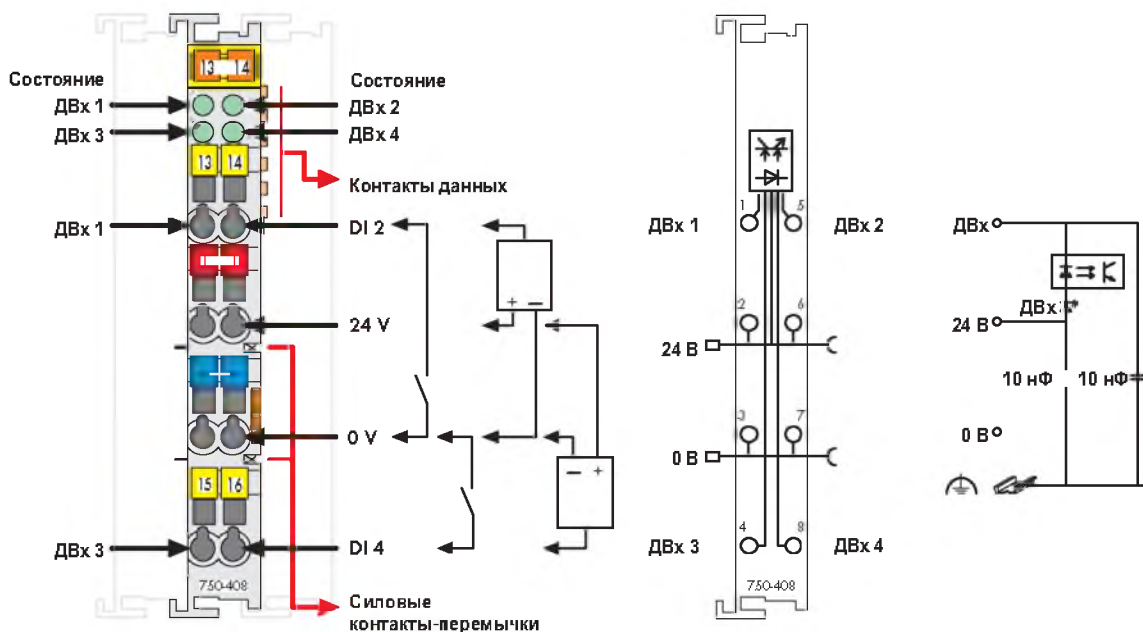 13 14
Состояние
Состояние
ДВх 1
ДВх 2
ДВх 3
ДВх 4
13 14
Контакты данных
ДВх 1
DI 2
+ −
24 V
0 V
− +
15 16
ДВх 3
DI 4
750-408
Силовые
контакты-перемычки
1 5
ДВх 1
ДВх 2
2 6
24 В
3 7
0 В
4 8
ДВх 3
ДВх 4
750-408
ДВх
ДВх
24 В
10 нФ 10 нФ
0 В